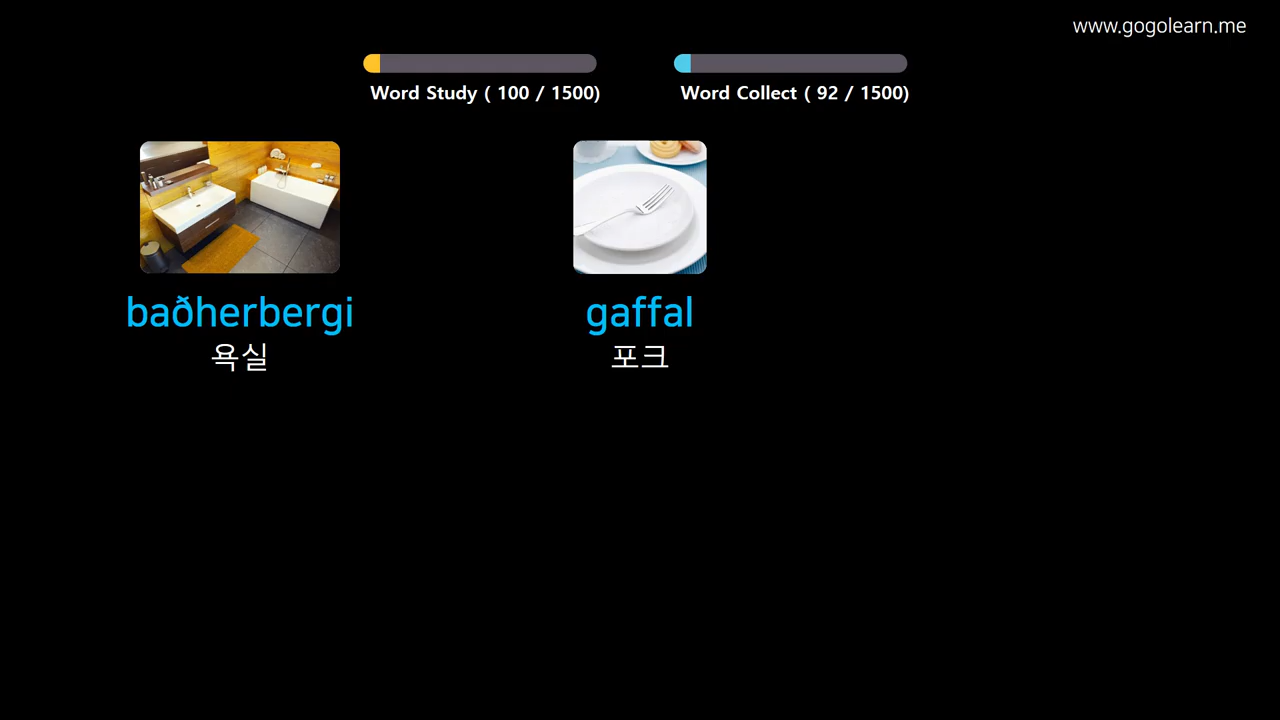 www.gogolearn.me
Word Study ( 100 / 1500)
Word Collect ( 92 / 1500)
baðherbergi
욕실
gaffal
포크